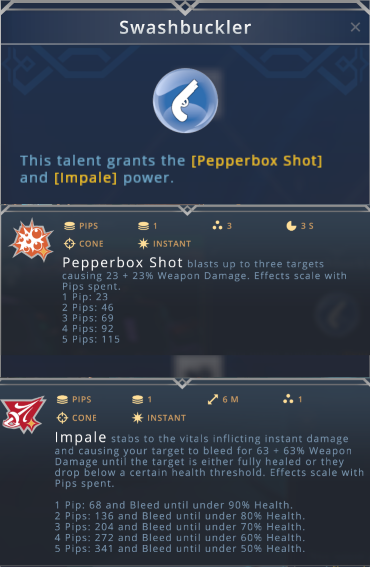 Swashbuckler
This talent grants the [Pepperbox Shot]
and [Impale] power.
PIPS 1 3 3 S
CONE INSTANT
Pepperbox Shot blasts up to three targets
causing 23 + 23% Weapon Damage. Effects scale with
Pips spent.
1 Pip: 23
2 Pips: 46
3 Pips: 69
4 Pips: 92
5 Pips: 115
PIPS 1 6 M 1
CONE INSTANT
Impale stabs to the vitals inflicting instant damage
and causing your target to bleed for 63 + 63% Weapon
Damage until the target is either fully healed or they
drop below a certain health threshold. Effects scale with
Pips spent.
1 Pip: 68 and Bleed until under 90% Health.
2 Pips: 136 and Bleed until under 80% Health.
3 Pips: 204 and Bleed until under 70% Health.
4 Pips: 272 and Bleed until under 60% Health.
5 Pips: 341 and Bleed until under 50% Health.